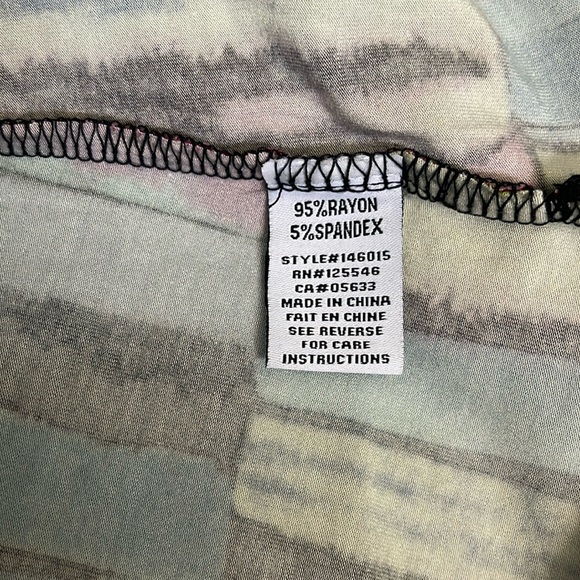 95%RAYON
5%SPANDEX
STYLE#146015
RN#125546
CA#05633
MADE IN CHINA
FAIT EN CHINE
SEE REVERSE
FOR CARE
INSTRUCTIONS